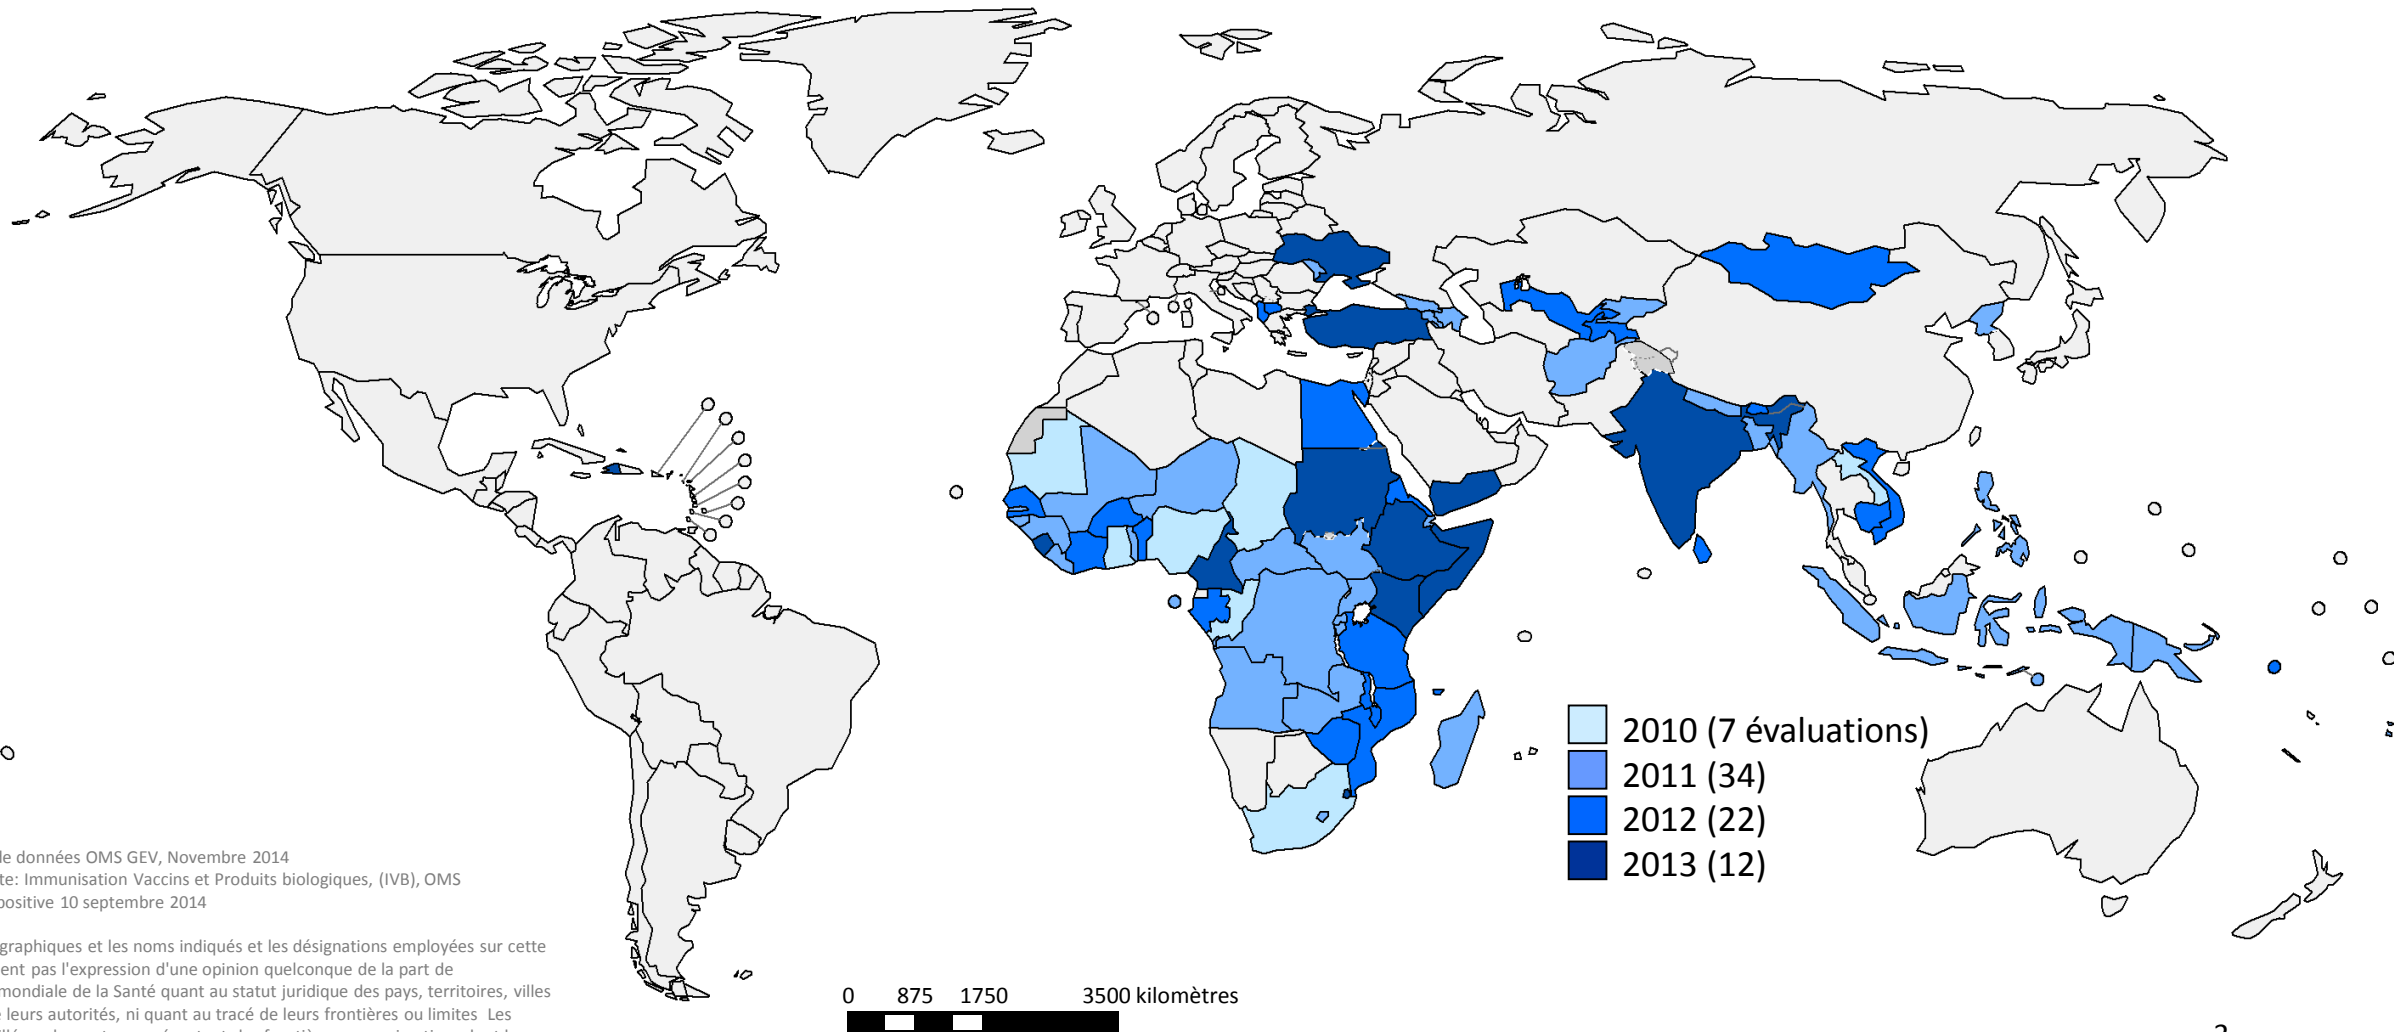 2010 (7 évaluations)
2011 (34)
2012 (22)
2013 (12)
le données OMS GEV, Novembre 2014
te: Immunisation Vaccins et Produits biologiques, (IVB), OMS
positive 10 septembre 2014
graphiques et les noms indiqués et les désignations employées sur cette
ent pas l'expression d'une opinion quelconque de la part de
mondiale de la Santé quant au statut juridique des pays, territoires, villes
leurs autorités, ni quant au tracé de leurs frontières ou limites Les
0 875 1750 3500 kilomètres